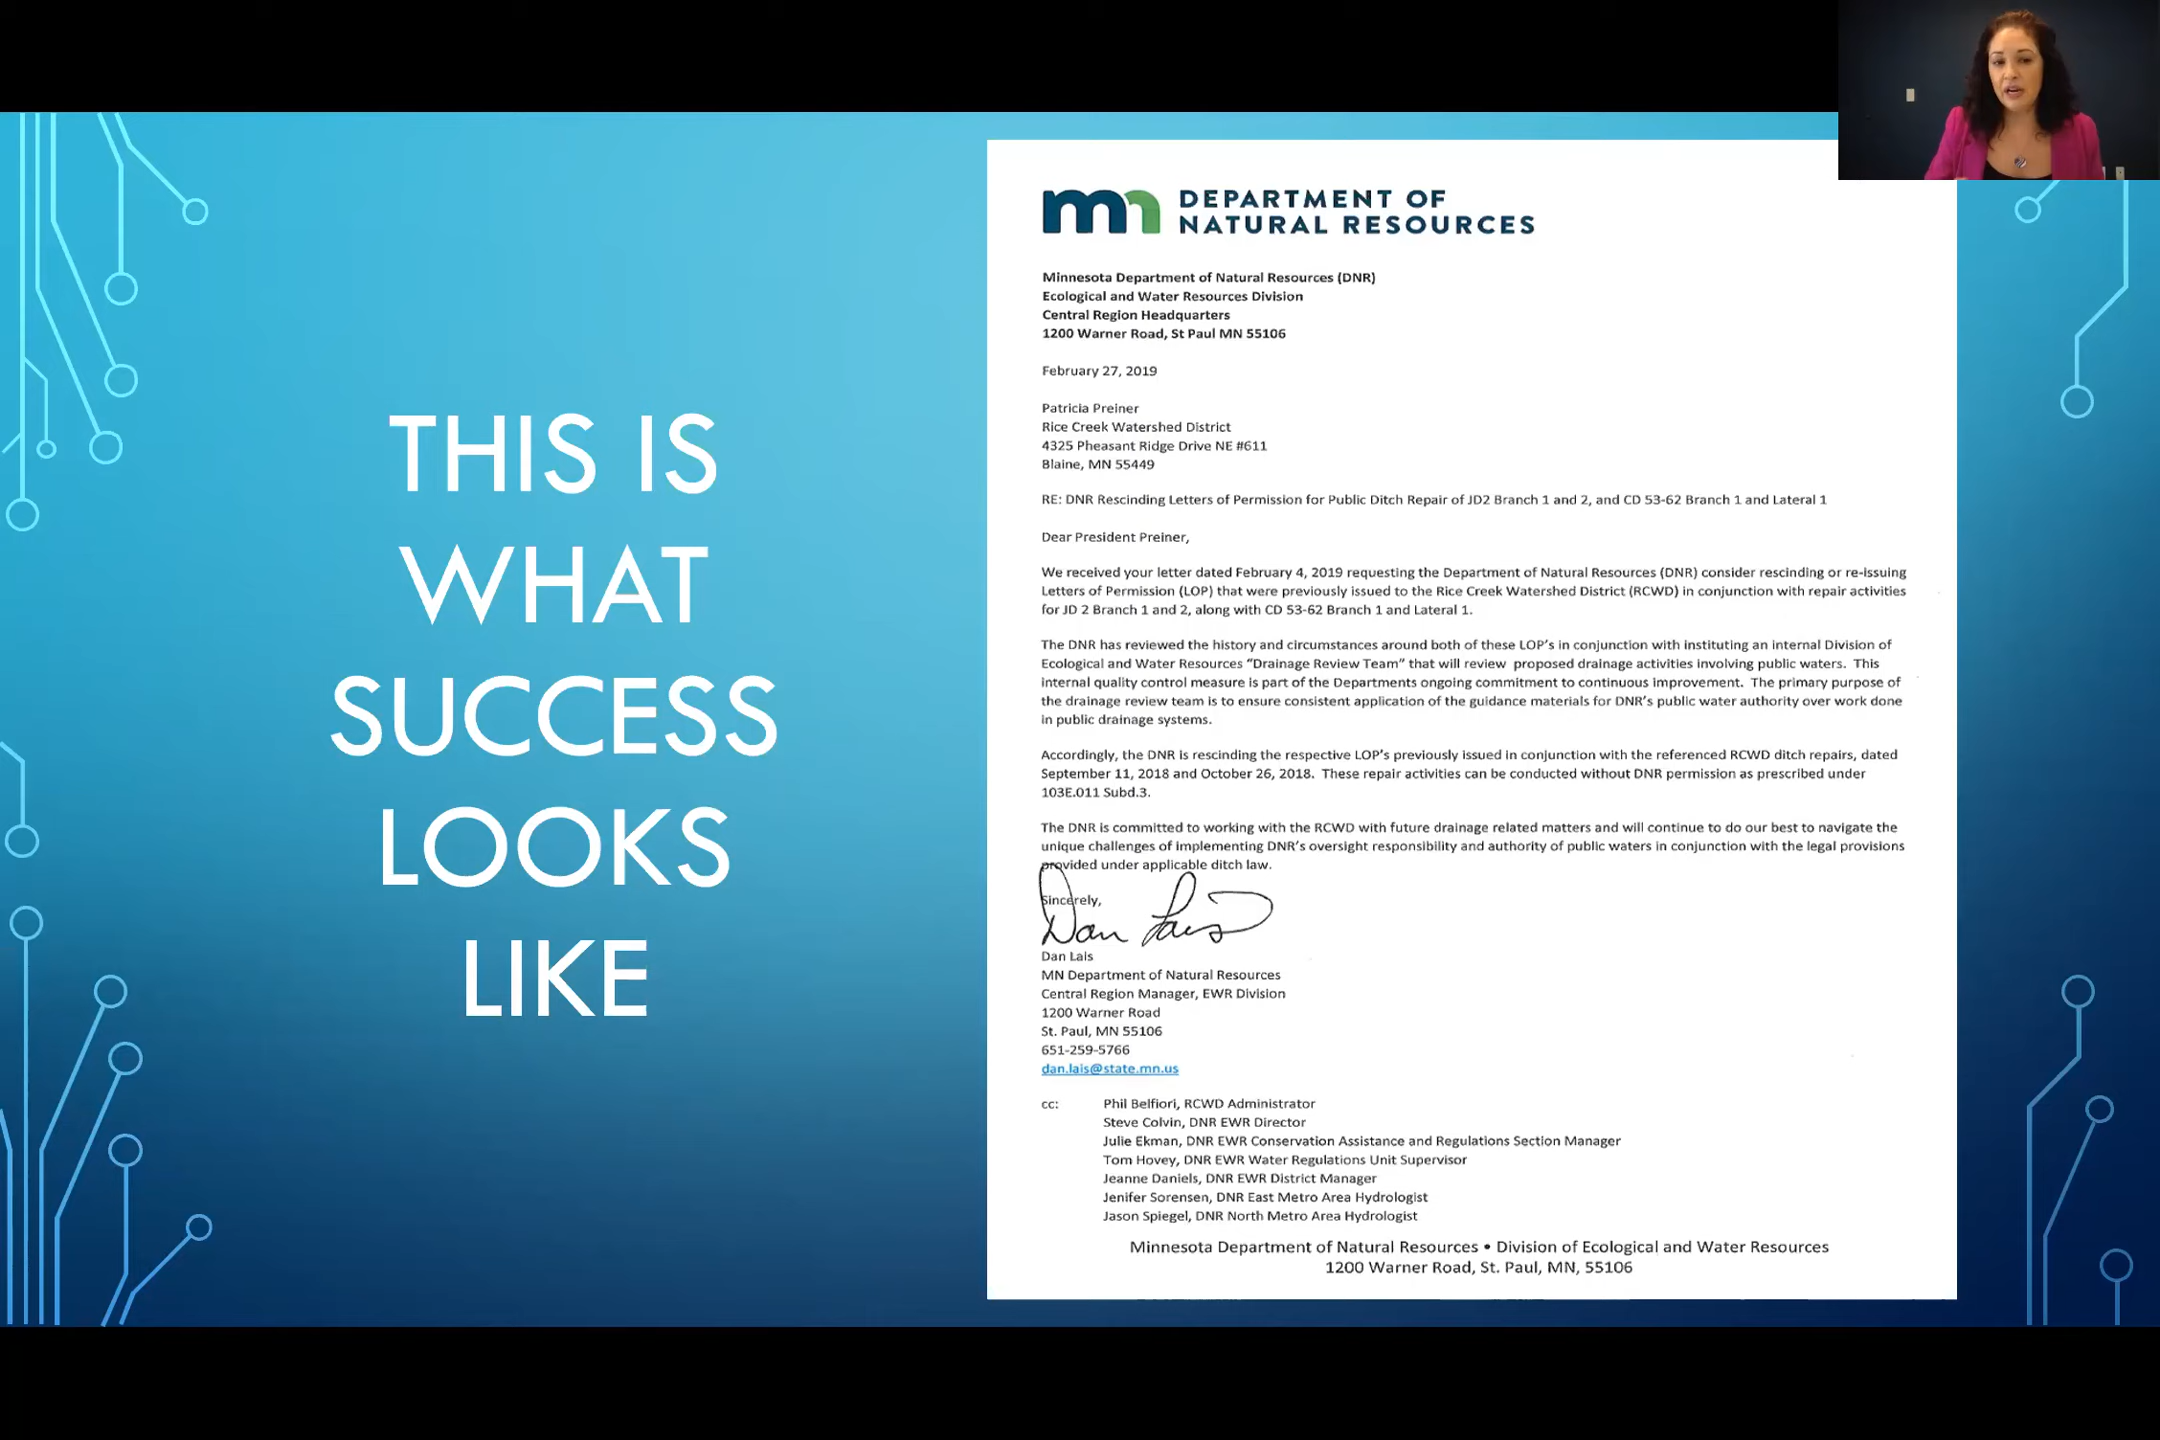 THIS IS
WHAT
SUCCESS
LOOKS
LIKE
mn DEPARTMENT OF
NATURAL RESOURCES
Minnesota Department of Natural Resources (DNR)
Ecological and Water Resources Division
Central Region Headquarters
1200 Warner Road, St Paul MN 55106
February 27, 2019
Patricia Preiner
Rice Creek Watershed District
4325 Pheasant Ridge Drive NE #611
Blaine, MN 55449
RE: DNR Rescinding Letters of Permission for Public Ditch Repair of JD2 Branch 1 and 2, and CD 53-62 Branch 1 and Lateral 1
Dear President Preiner,
We received your letter dated February 4, 2019 requesting the Department of Natural Resources (DNR) consider rescinding or re-issuing
Letters of Permission (LOP) that were previously issued to the Rice Creek Watershed District (RCWD) in conjunction with repair activities
for JD 2 Branch 1 and 2, along with CD 53-62 Branch 1 and Lateral 1.
The DNR has reviewed the history and circumstances around both of these LOP's in conjunction with instituting an internal Division of
Ecological and Water Resources "Drainage Review Team" that will review proposed drainage activities involving public waters. This
internal quality control measure is part of the Departments ongoing commitment to continuous improvement. The primary purpose of
the drainage review team is to ensure consistent application of the guidance materials for DNR's public water authority over work done
in public drainage systems.
Accordingly, the DNR is rescinding the respective LOP's previously issued in conjunction with the referenced RCWD ditch repairs, dated
September 11, 2018 and October 26, 2018. These repair activities can be conducted without DNR permission as prescribed under
103E.011 Subd.3.
The DNR is committed to working with the RCWD with future drainage related matters and will continue to do our best to navigate the
unique challenges of implementing DNR's oversight responsibility and authority of public waters in conjunction with the legal provisions
provided under applicable ditch law.
Sincerely,
Dan Lais
Dan Lais
MN Department of Natural Resources
Central Region Manager, EWR Division
1200 Warner Road
St. Paul, MN 55106
651-259-5766
dan.lais@state.mn.us
cc: Phil Belfiori, RCWD Administrator
Steve Colvin, DNR EWR Director
Julie Ekman, DNR EWR Conservation Assistance and Regulations Section Manager
Tom Hovey, DNR EWR Water Regulations Unit Supervisor
Jeanne Daniels, DNR EWR District Manager
Jenifer Sorensen, DNR East Metro Area Hydrologist
Jason Spiegel, DNR North Metro Area Hydrologist
Minnesota Department of Natural Resources • Division of Ecological and Water Resources
1200 Warner Road, St. Paul, MN, 55106